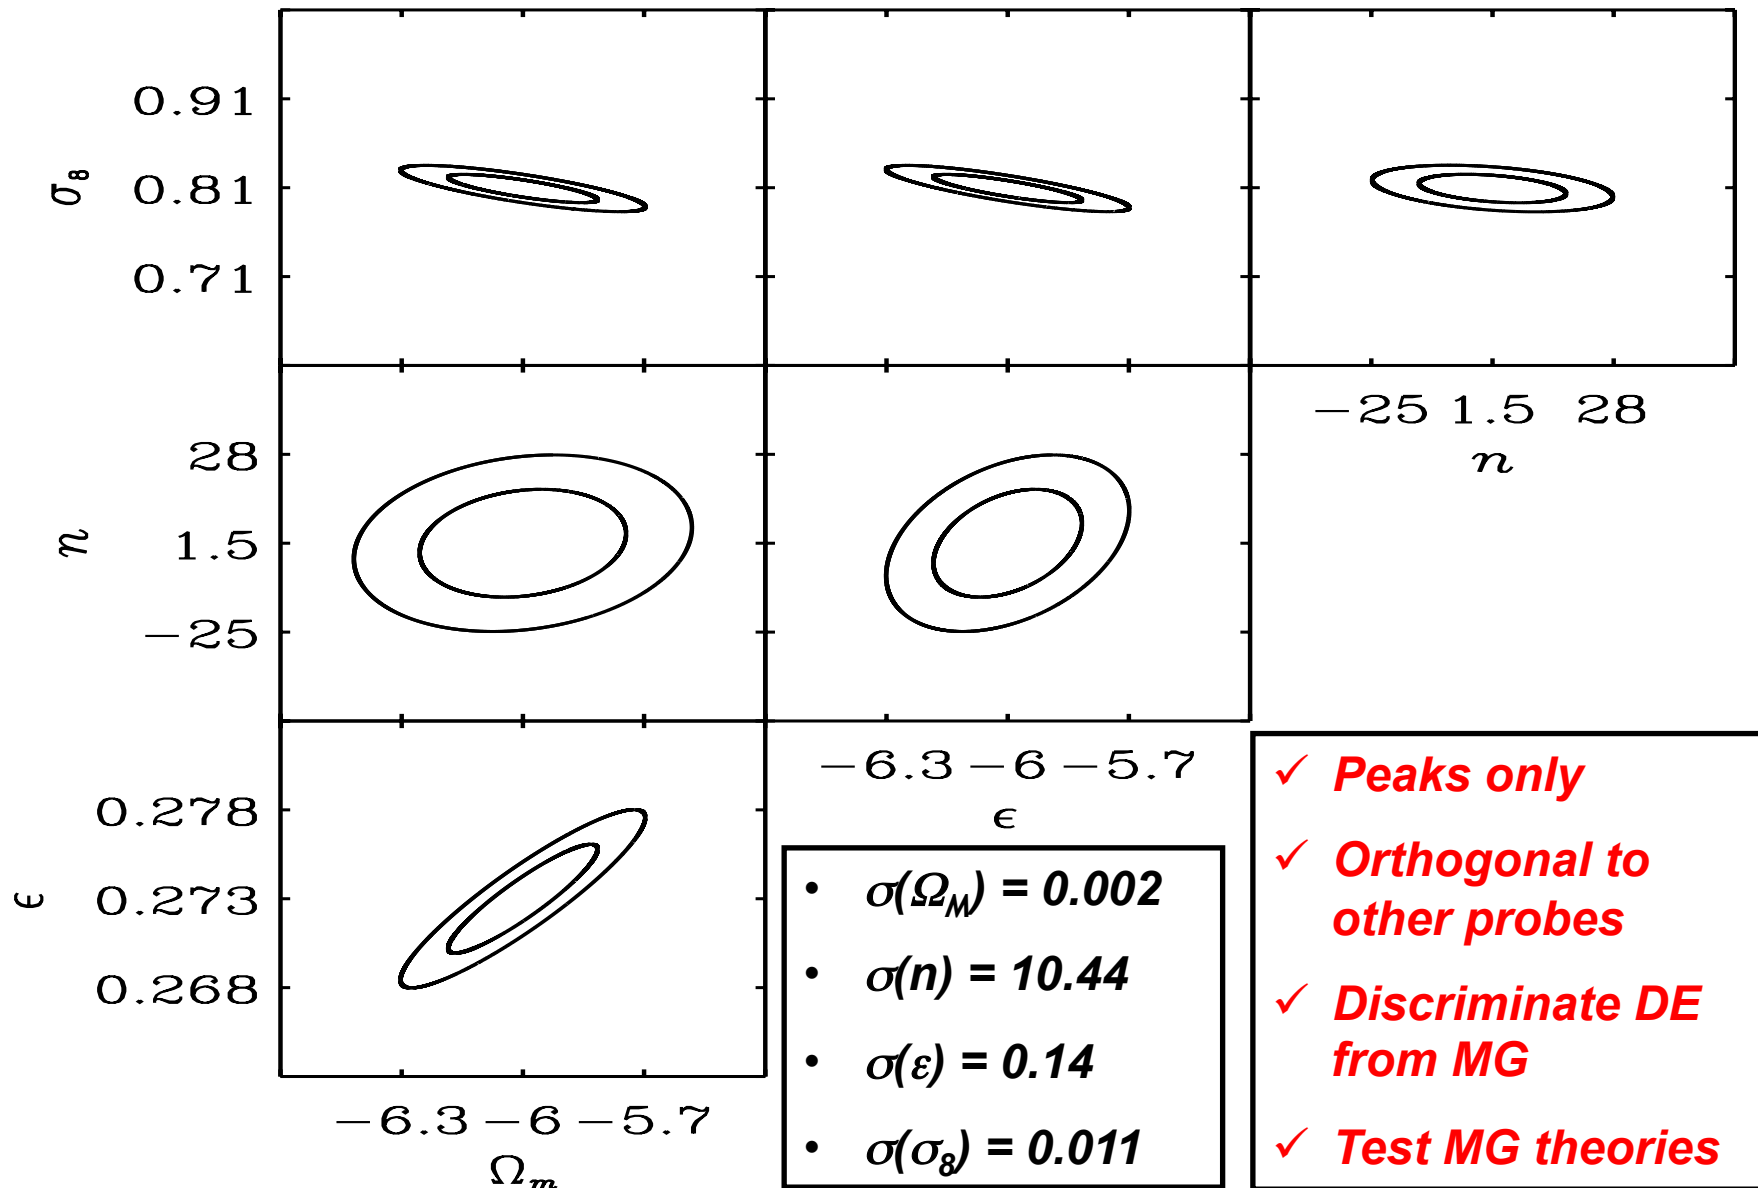 0.91
σ₈ 0.81
0.71
−25 1.5 28
n
28
n 1.5
−25
−6.3 −6 −5.7
ϵ
0.278
ϵ 0.273
0.268
−6.3 −6 −5.7
Ωₘ
• σ(Ω_M) = 0.002
• σ(n) = 10.44
• σ(ε) = 0.14
• σ(σ₈) = 0.011
✓ Peaks only
✓ Orthogonal to
other probes
✓ Discriminate DE
from MG
✓ Test MG theories